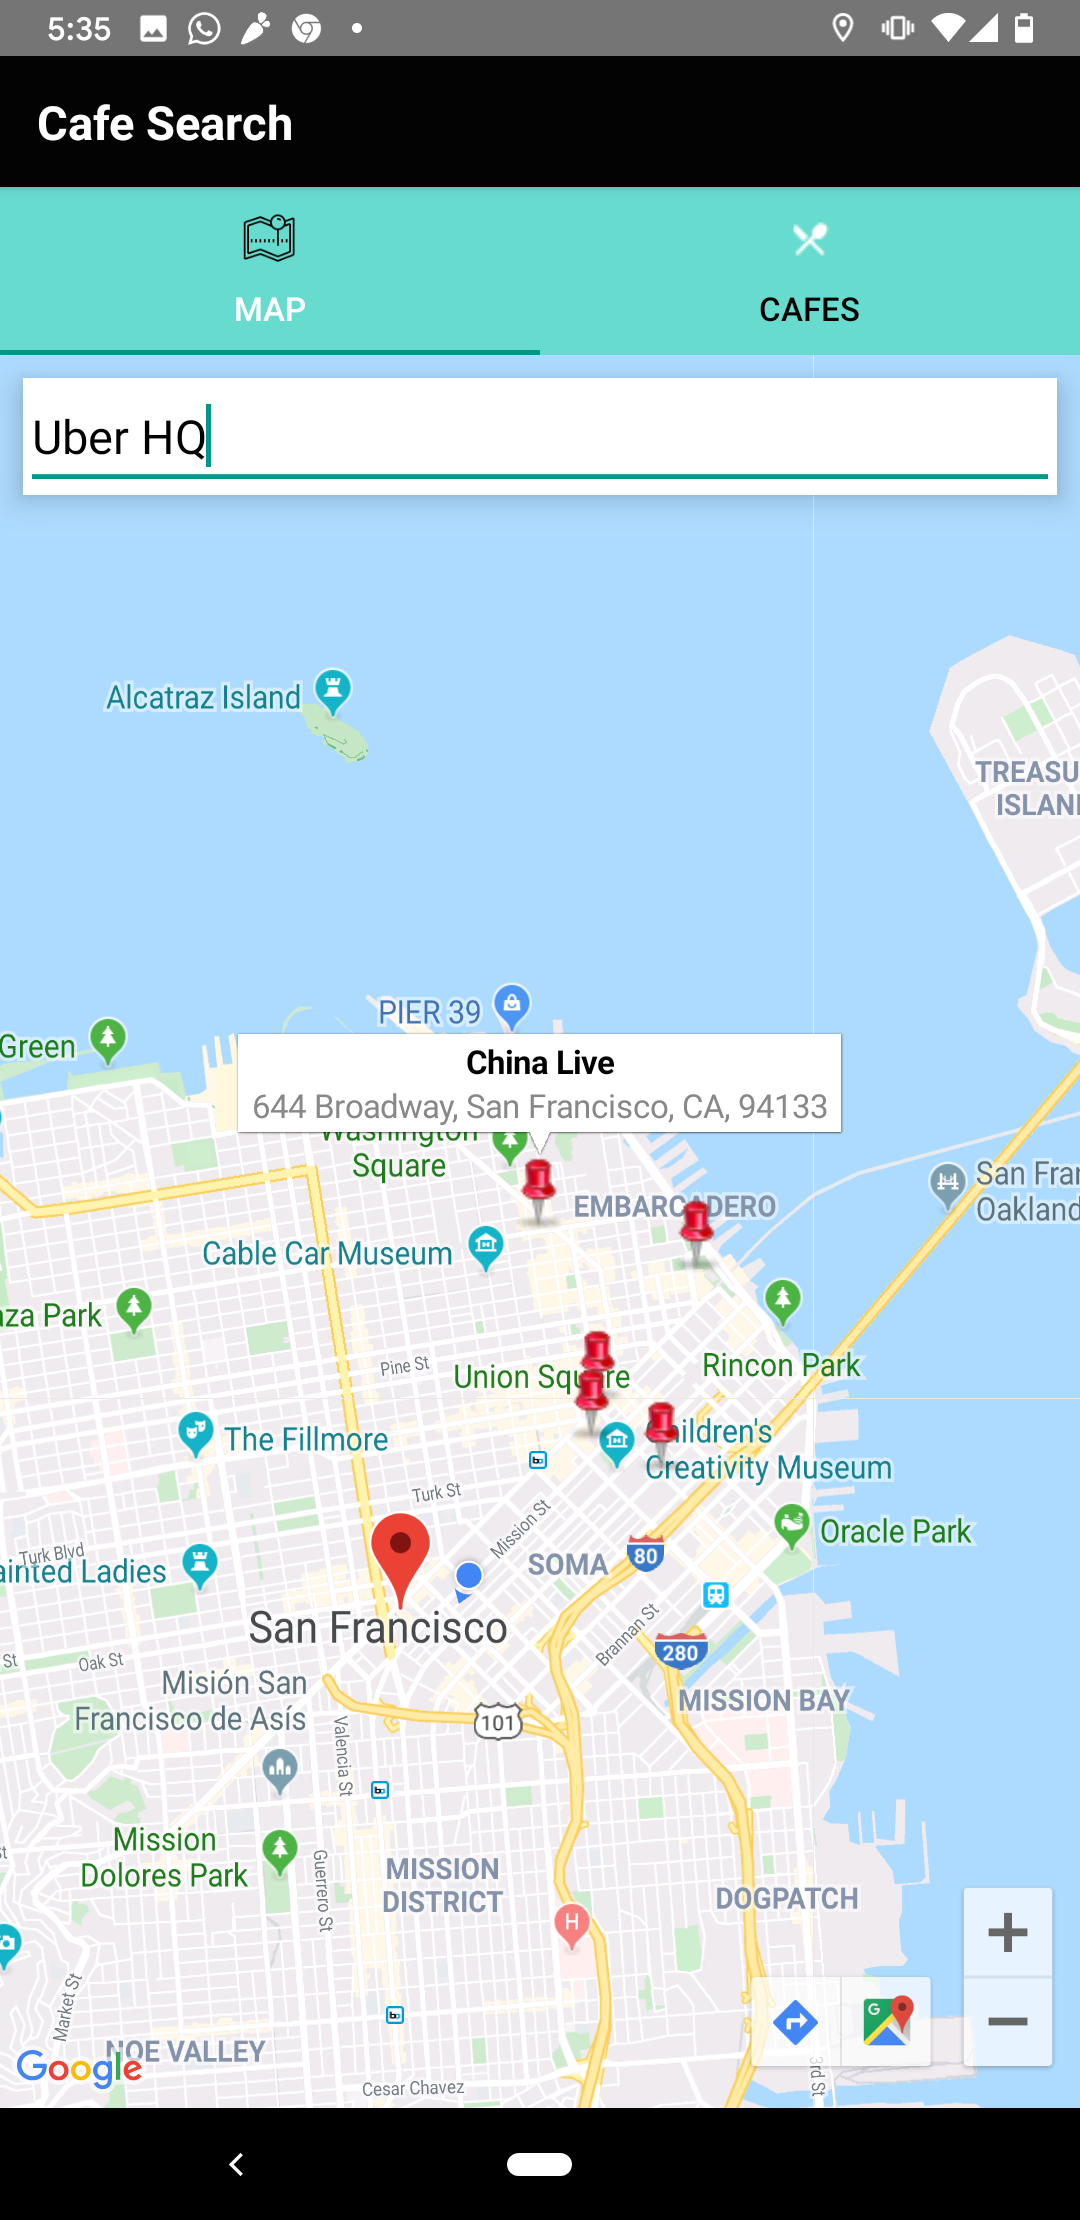 5:35
Cafe Search
MAP
CAFES
Uber HQ
Alcatraz Island
TREASU
ISLAN
PIER 39
Green
China Live
644 Broadway, San Francisco, CA, 94133
Washington
Square
EMBARCADERO
San Fran
Oakland
Cable Car Museum
aza Park
Pine St
Union Square
Rincon Park
The Fillmore
Children's
Creativity Museum
Turk St
Mission St
Oracle Park
Turk Blvd
ainted Ladies
SOMA
80
San Francisco
Brannan St
280
St
Oak St
Misión San
Francisco de Asís
MISSION BAY
101
Valencia St
Mission
Dolores Park
Guerrero St
MISSION
DISTRICT
DOGPATCH
H
Market St
G
NOE VALLEY
Google
Cesar Chavez
3rd St